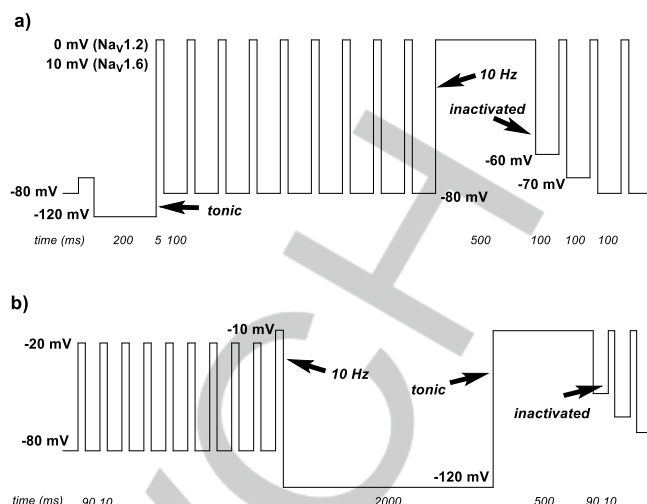 a)
0 mV (NaV1.2)
10 mV (NaV1.6)
10 Hz
inactivated
-60 mV
-80 mV
-70 mV
-80 mV
-120 mV
tonic
time (ms) 200 5 100 500 100 100 100
b)
-10 mV
-20 mV
10 Hz
tonic
inactivated
-80 mV
-120 mV
time (ms) 90 10 2000 500 90 10